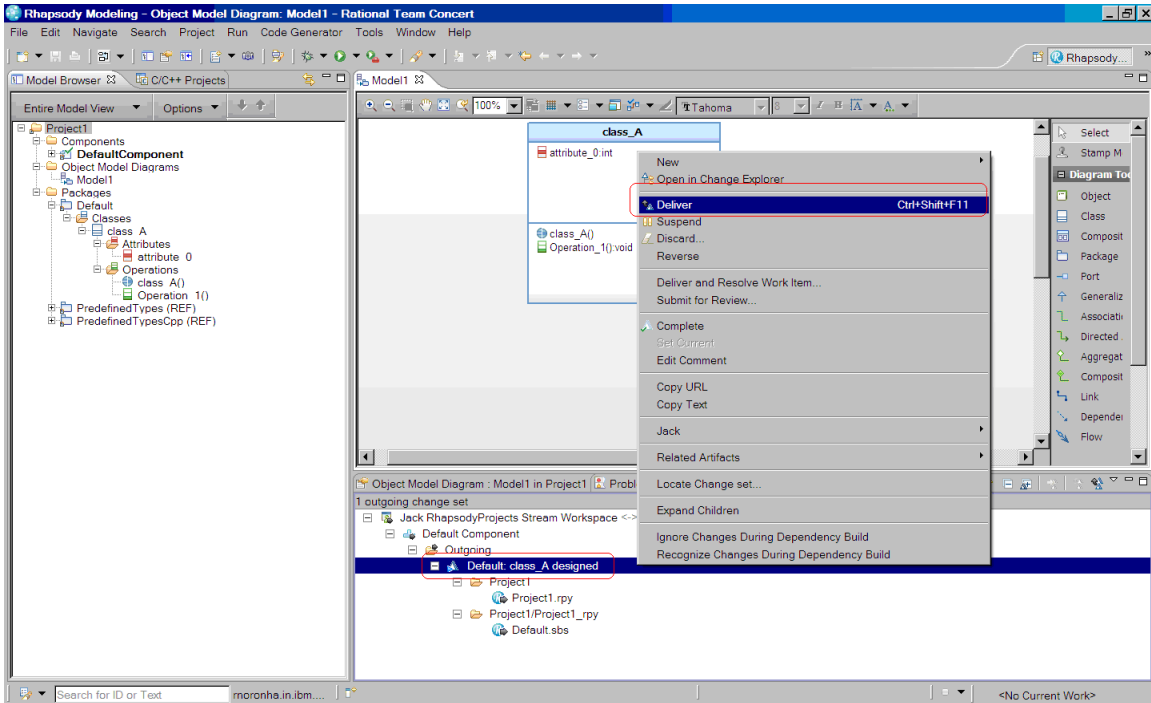 Rhapsody Modeling - Object Model Diagram: Model1 - Rational Team Concert
File Edit Navigate Search Project Run Code Generator Tools Window Help
Rhapsody... »
Model Browser C/C++ Projects
Entire Model View Options
Project1
Components
DefaultComponent
Object Model Diagrams
Model1
Packages
Default
Classes
class A
Attributes
attribute 0
Operations
class A()
Operation 1()
PredefinedTypes (REF)
PredefinedTypesCpp (REF)
Model1
100% Tahoma 8 I B A A
class_A
attribute_0:int
class_A()
Operation_1():void
New
Open in Change Explorer
Deliver Ctrl+Shift+F11
Suspend
Discard...
Reverse
Deliver and Resolve Work Item...
Submit for Review...
Complete
Set Current
Edit Comment
Copy URL
Copy Text
Jack
Related Artifacts
Locate Change set...
Expand Children
Ignore Changes During Dependency Build
Recognize Changes During Dependency Build
Select
Stamp M
Diagram Too
Object
Class
Composit
Package
Port
Generaliz
Associati
Directed
Aggregat
Composit
Link
Depender
Flow
Object Model Diagram : Model1 in Project1 Probl
1 outgoing change set
Jack RhapsodyProjects Stream Workspace <->
Default Component
Outgoing
Default: class_A designed
Project1
Project1.rpy
Project1/Project1_rpy
Default.sbs
Search for ID or Text
moronha.in.ibm....
<No Current Work>